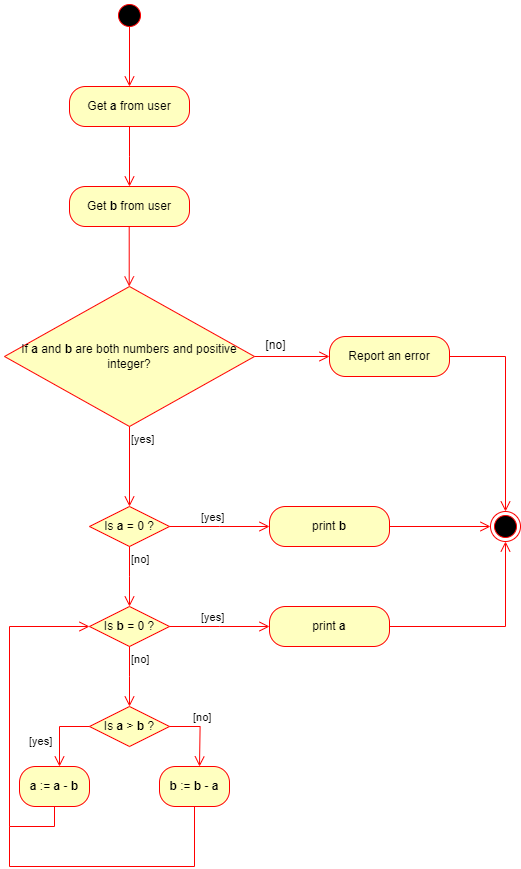 Get a from user
Get b from user
If a and b are both numbers and positive
integer?
[no]
Report an error
[yes]
Is a = 0 ?
[yes]
print b
[no]
Is b = 0 ?
[yes]
print a
[no]
Is a > b ?
[yes]
[no]
a := a - b
b := b - a